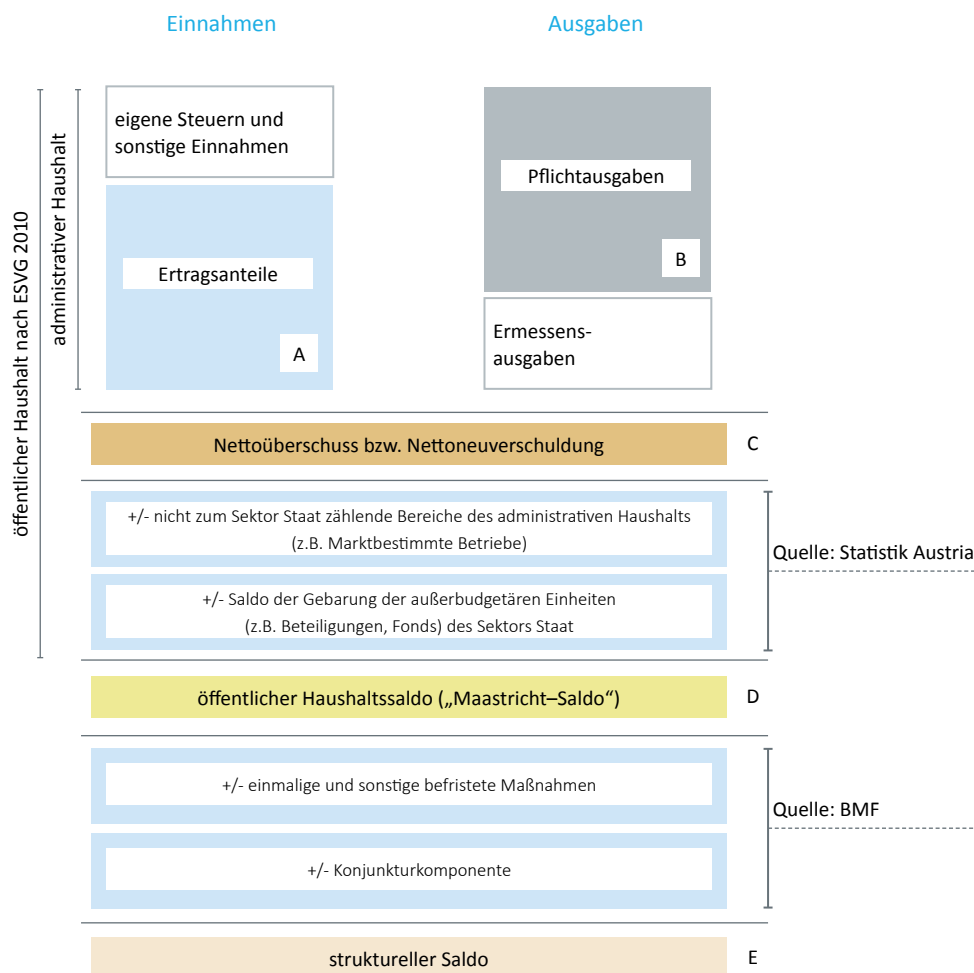 Einnahmen
Ausgaben
öffentlicher Haushalt nach ESVG 2010
administrativer Haushalt
eigene Steuern und
sonstige Einnahmen
Ertragsanteile
A
Pflichtausgaben
B
Ermessens-
ausgaben
Nettoüberschuss bzw. Nettoneuverschuldung
C
+/- nicht zum Sektor Staat zählende Bereiche des administrativen Haushalts
(z.B. Marktbestimmte Betriebe)
+/- Saldo der Gebarung der außerbudgetären Einheiten
(z.B. Beteiligungen, Fonds) des Sektors Staat
Quelle: Statistik Austria
öffentlicher Haushaltssaldo („Maastricht–Saldo“)
D
+/- einmalige und sonstige befristete Maßnahmen
+/- Konjunkturkomponente
Quelle: BMF
struktureller Saldo
E